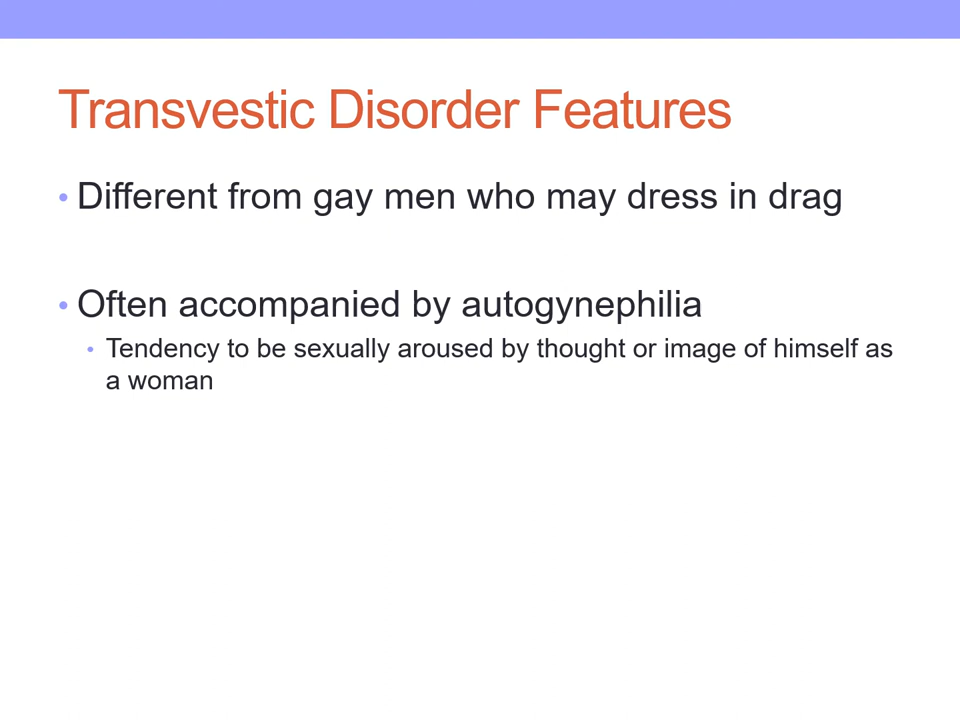 Transvestic Disorder Features
• Different from gay men who may dress in drag
• Often accompanied by autogynephilia
• Tendency to be sexually aroused by thought or image of himself as
a woman